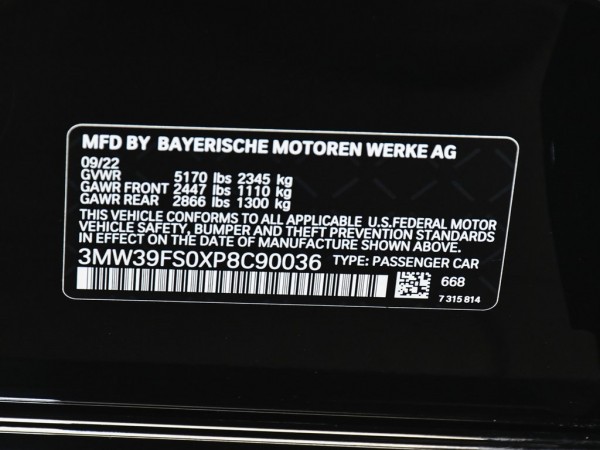 MFD BY BAYERISCHE MOTOREN WERKE AG
09/22
GVWR 5170 lbs 2345 kg
GAWR FRONT 2447 lbs 1110 kg
GAWR REAR 2866 lbs 1300 kg
THIS VEHICLE CONFORMS TO ALL APPLICABLE U.S.FEDERAL MOTOR
VEHICLE SAFETY, BUMPER AND THEFT PREVENTION STANDARDS
IN EFFECT ON THE DATE OF MANUFACTURE SHOWN ABOVE.
3MW39FS0XP8C90036 TYPE: PASSENGER CAR
668
7 315 814